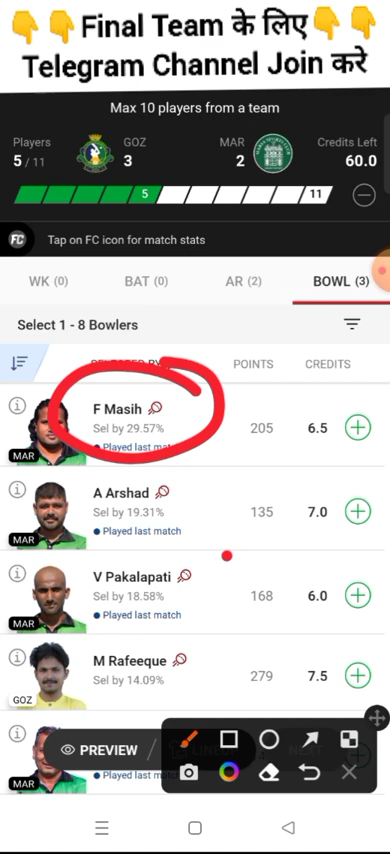 👇👇Final Team के लिए👇👇
Telegram Channel Join करे
Max 10 players from a team
Players GOZ MAR Credits Left
5 / 11 3 2 60.0
5 11
FC Tap on FC icon for match stats
WK (0) BAT (0) AR (2) BOWL (3)
Select 1 - 8 Bowlers
SELECTED BY POINTS CREDITS
F Masih
Sel by 29.57% 205 6.5
Played last match
MAR
A Arshad
Sel by 19.31% 135 7.0
Played last match
MAR
V Pakalapati
Sel by 18.58% 168 6.0
Played last match
MAR
M Rafeeque
Sel by 14.09% 279 7.5
GOZ
PREVIEW
Played last match
MAR